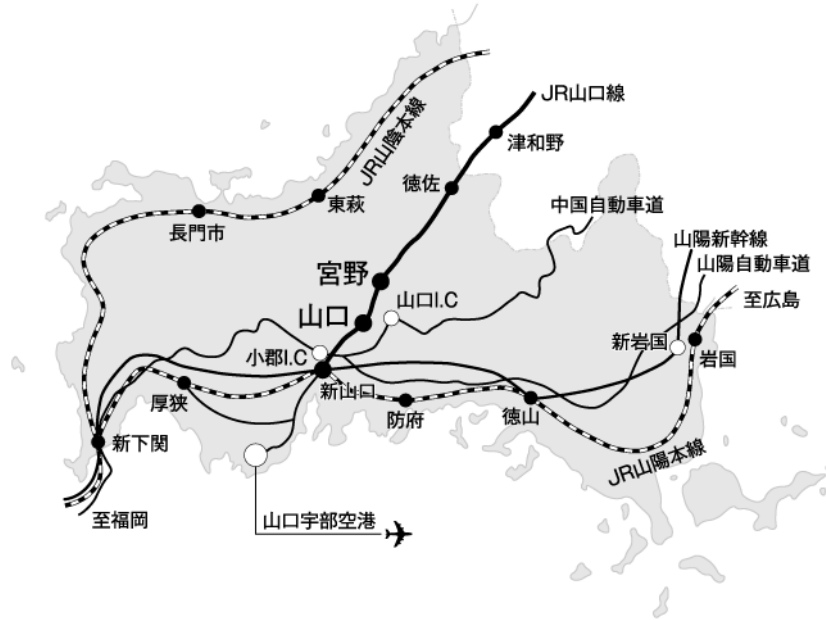 JR山口線
津和野
JR山陰本線
徳佐
東萩
中国自動車道
長門市
山陽新幹線
宮野
山陽自動車道
山口I.C
至広島
山口
新岩国
小郡I.C
岩国
新山口
厚狭
防府
徳山
新下関
JR山陽本線
至福岡
山口宇部空港